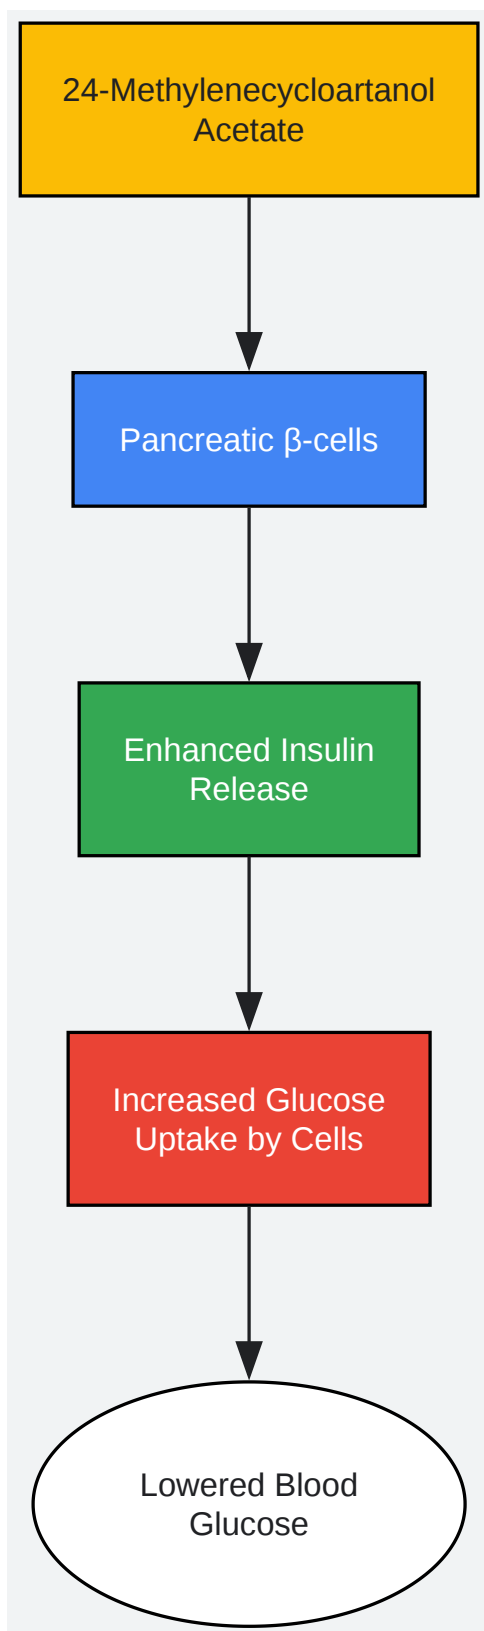 24-Methylenecycloartanol
Acetate
Pancreatic β-cells
Enhanced Insulin
Release
Increased Glucose
Uptake by Cells
Lowered Blood
Glucose